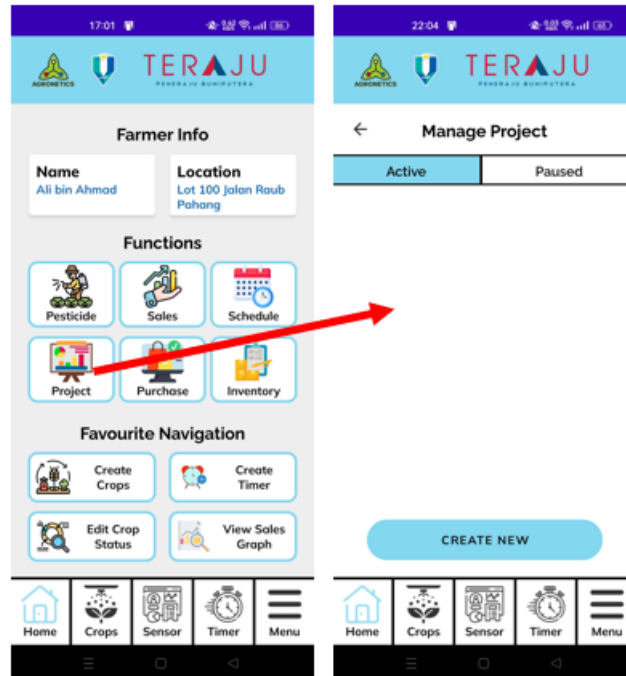 17:01
AGRONETICS
TERAJU
PENERAJU BUMIPUTERA
Farmer Info
Name
Ali bin Ahmad
Location
Lot 100 Jalan Raub
Pahang
Functions
Pesticide
Sales
Schedule
Project
Purchase
Inventory
Favourite Navigation
Create
Crops
Create
Timer
Edit Crop
Status
View Sales
Graph
Home
Crops
Sensor
Timer
Menu
22:04
AGRONETICS
TERAJU
PENERAJU BUMIPUTERA
Manage Project
Active
Paused
CREATE NEW
Home
Crops
Sensor
Timer
Menu